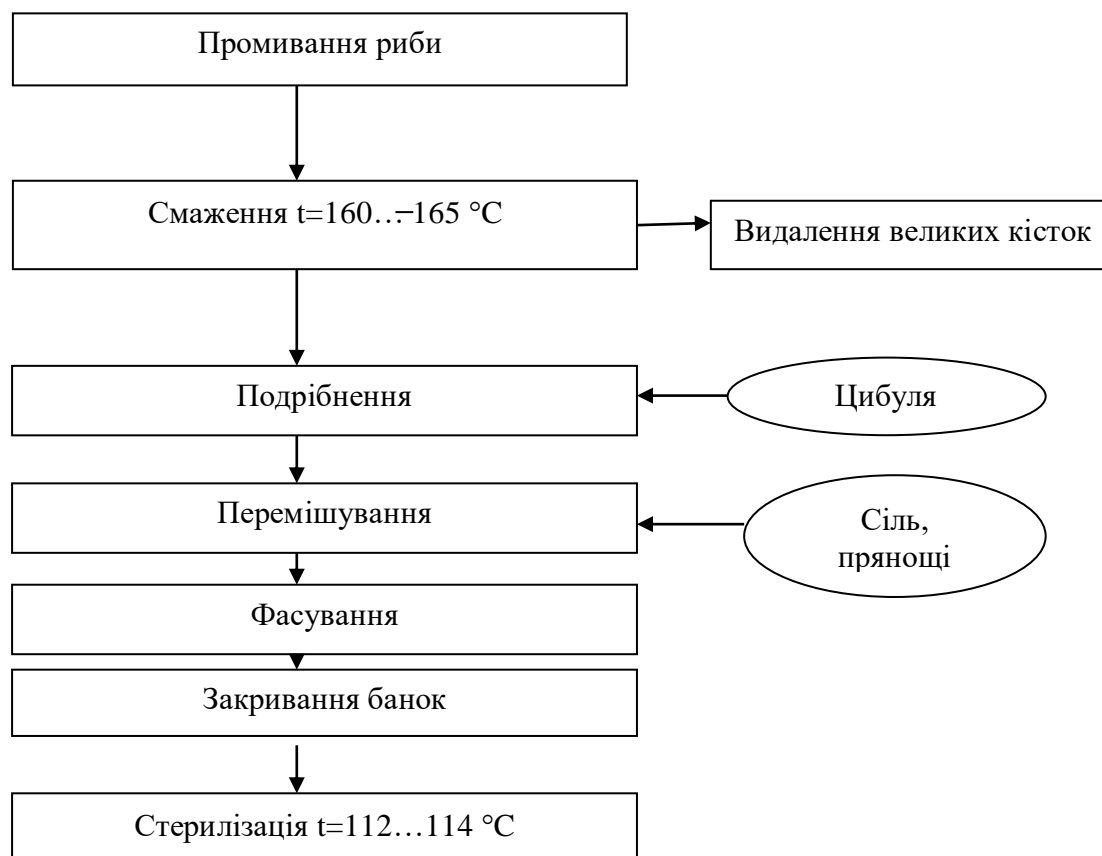 Промивання риби
Смаження t=160…–165 °С
Видалення великих кісток
Подрібнення
Цибуля
Перемішування
Сіль,
прянощі
Фасування
Закривання банок
Стерилізація t=112…114 °С